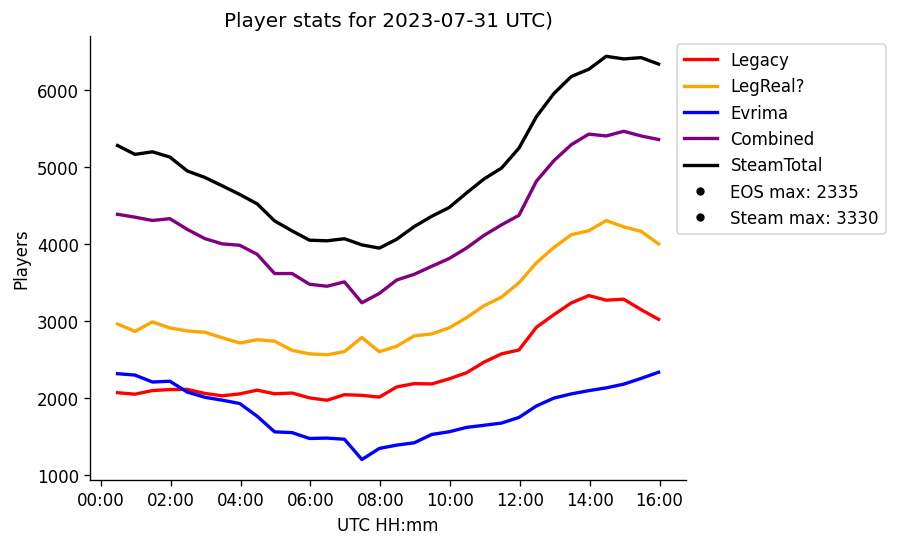 Player stats for 2023-07-31 UTC)
Players
6000
5000
4000
3000
2000
1000
00:00 02:00 04:00 06:00 08:00 10:00 12:00 14:00 16:00
UTC HH:mm
Legacy
LegReal?
Evrima
Combined
SteamTotal
EOS max: 2335
Steam max: 3330